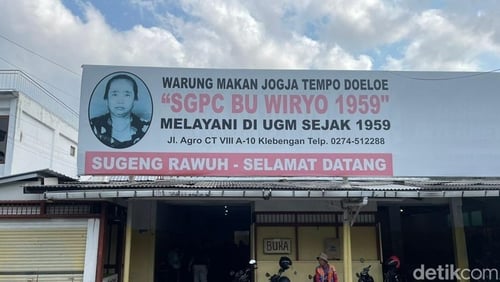 WARUNG MAKAN JOGJA TEMPO DOELOE
"SGPC BU WIRYO 1959"
MELAYANI DI UGM SEJAK 1959
Jl. Agro CT VIII A-10 Klebengan Telp. 0274-512288
SUGENG RAWUH - SELAMAT DATANG
BUKA
detikcom